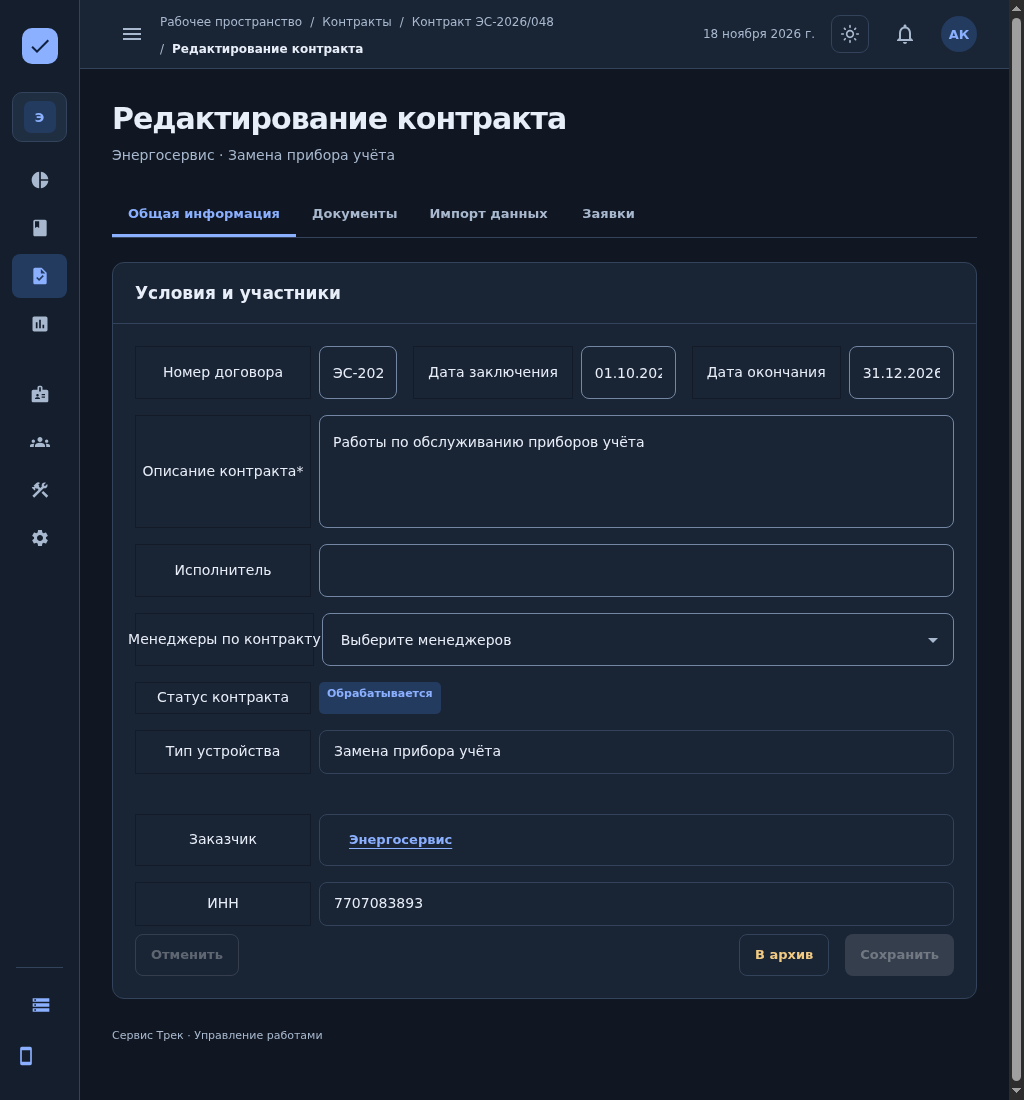 Рабочее пространство / Контракты / Контракт ЭС-2026/048
/ Редактирование контракта
18 ноября 2026 г.
АК
Э
Редактирование контракта
Энергосервис · Замена прибора учёта
Общая информация
Документы
Импорт данных
Заявки
Условия и участники
Номер договора
ЭС-202
Дата заключения
01.10.202
Дата окончания
31.12.2026
Описание контракта*
Работы по обслуживанию приборов учёта
Исполнитель
Менеджеры по контракту
Выберите менеджеров
Статус контракта
Обрабатывается
Тип устройства
Замена прибора учёта
Заказчик
Энергосервис
ИНН
7707083893
Отменить
В архив
Сохранить
Сервис Трек · Управление работами